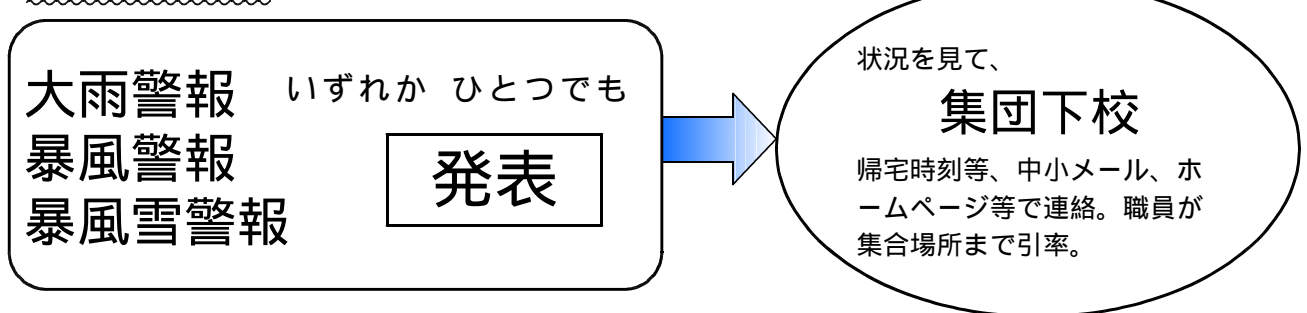 大雨警報 いずれか ひとつでも
暴風警報
暴風雪警報
発表
状況を見て、
集団下校
帰宅時刻等、中小メール、ホ
ームページ等で連絡。職員が
集合場所まで引率。